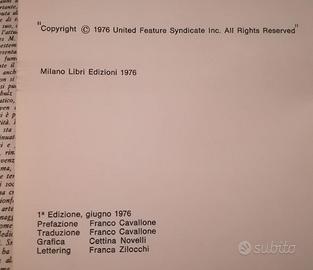 "Copyright © 1976 United Feature Syndicate Inc. All Rights Reserved"
Milano Libri Edizioni 1976
1ª Edizione, giugno 1976
Prefazione Franco Cavallone
Traduzione Franco Cavallone
Grafica Cettina Novelli
Lettering Franca Zilocchi
subito